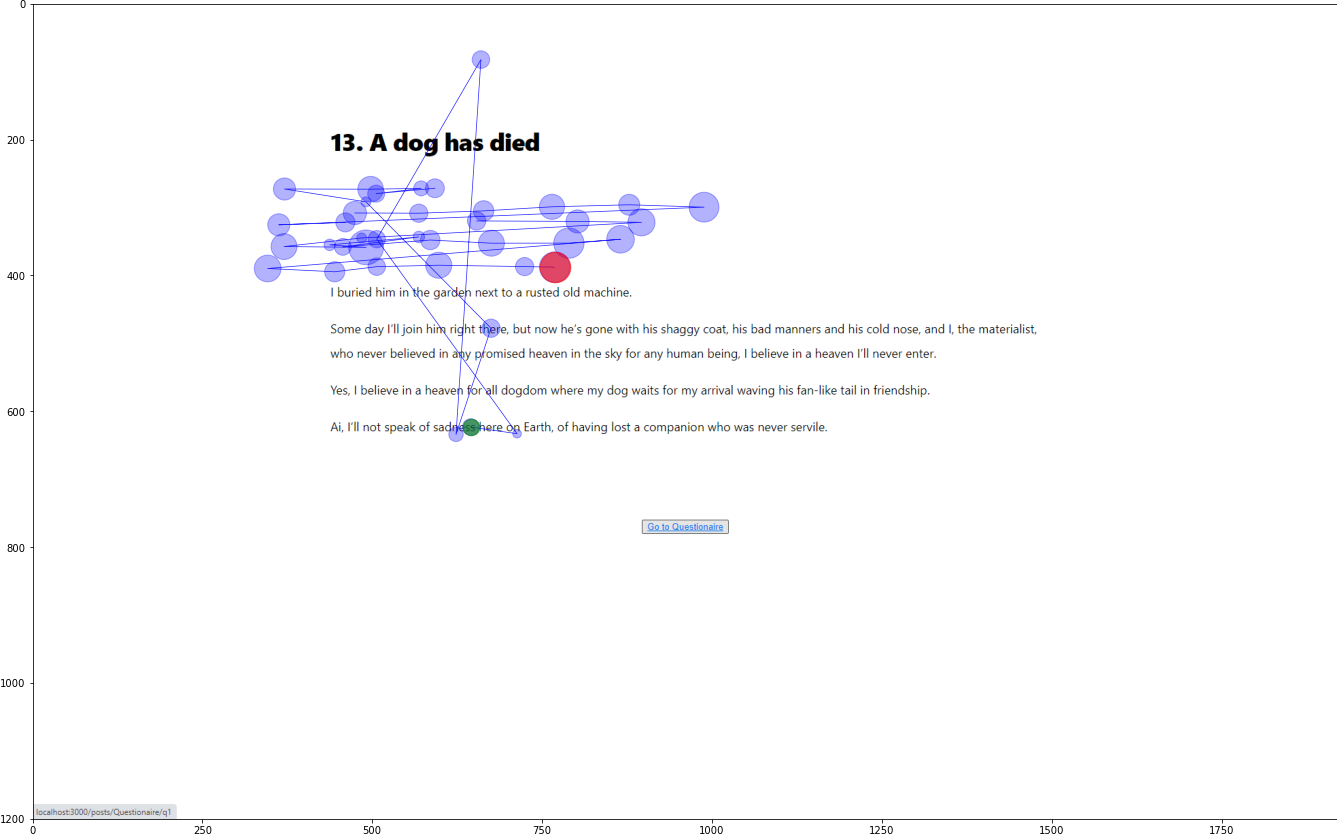 0
200
400
600
800
1000
1200
13. A dog has died
I buried him in the garden next to a rusted old machine.
Some day I'll join him right there, but now he's gone with his shaggy coat, his bad manners and his cold nose, and I, the materialist,
who never believed in any promised heaven in the sky for any human being, I believe in a heaven I'll never enter.
Yes, I believe in a heaven for all dogdom where my dog waits for my arrival waving his fan-like tail in friendship.
Ai, I'll not speak of sadness here on Earth, of having lost a companion who was never servile.
Go to Questionaire
localhost:3000/posts/Questionaire/q1
0 250 500 750 1000 1250 1500 1750